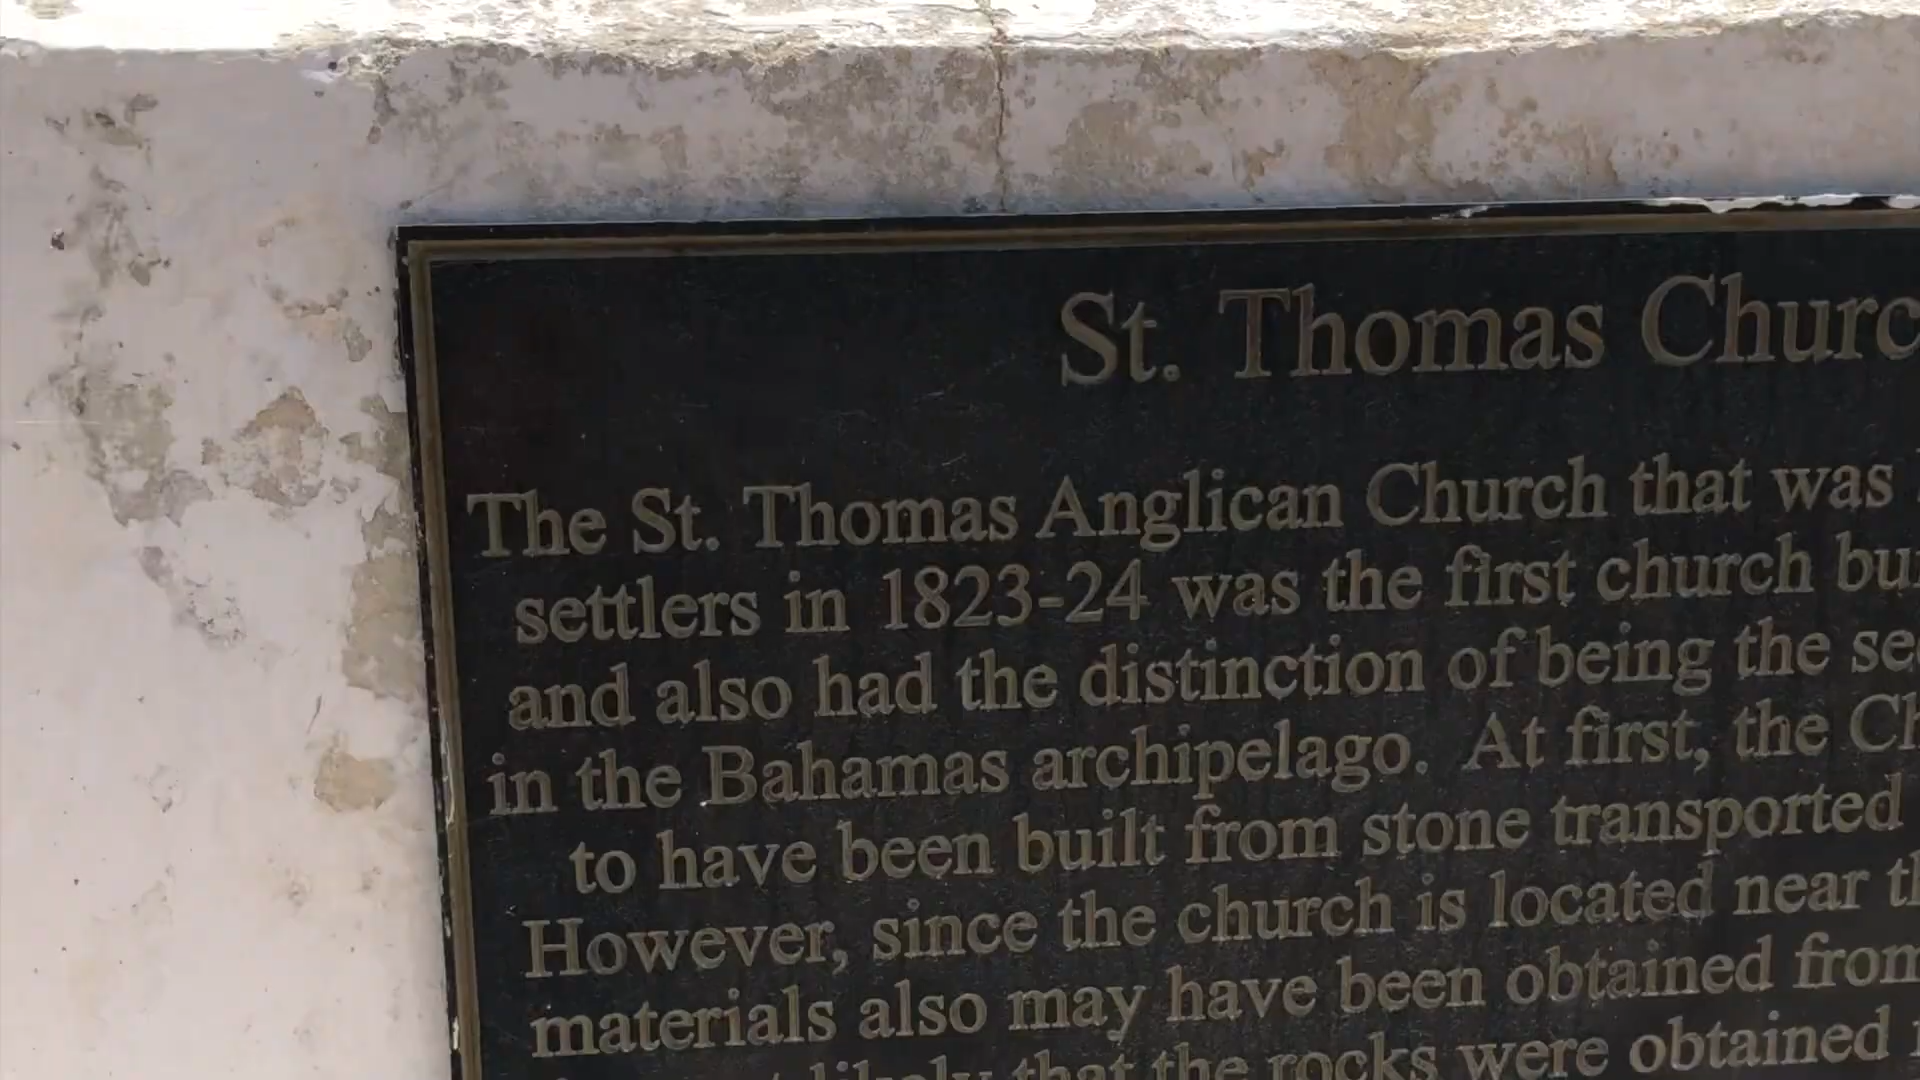 St. Thomas Churc
The St. Thomas Anglican Church that was
settlers in 1823-24 was the first church bu
and also had the distinction of being the se
in the Bahamas archipelago. At first, the Ch
to have been built from stone transported
However, since the church is located near th
materials also may have been obtained from
likely that the rocks were obtained